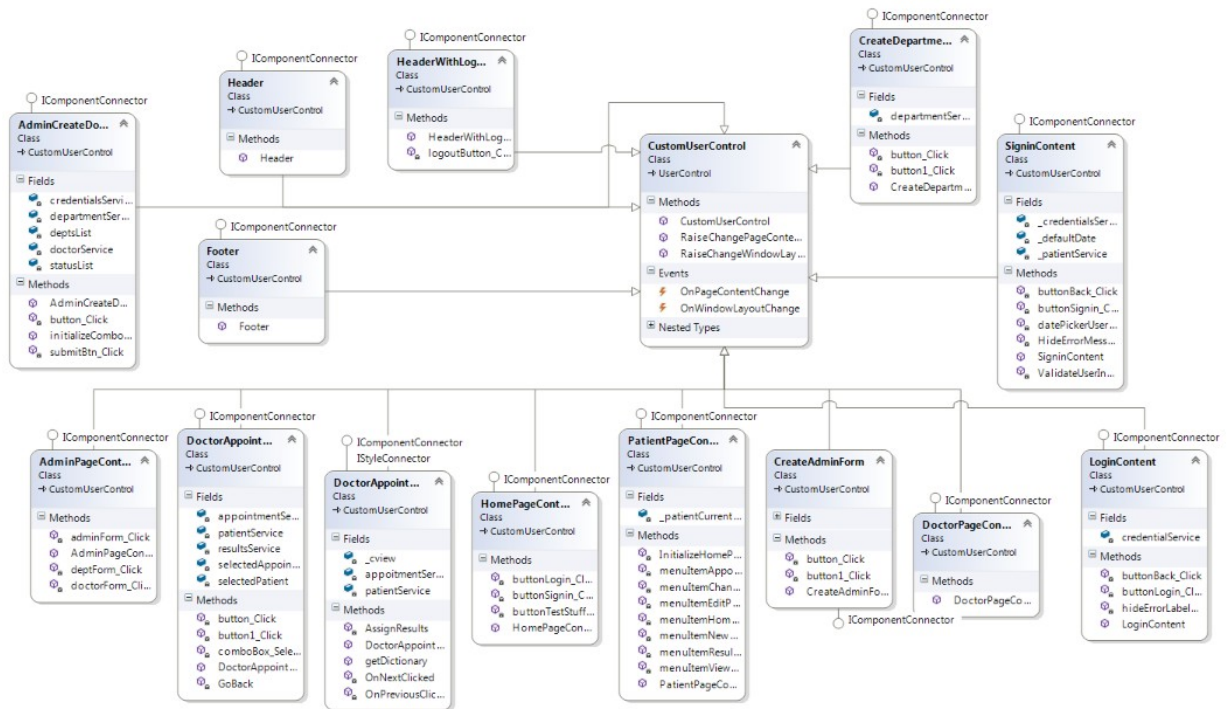 IComponentConnector
Header
Class
CustomUserControl
Methods
Header
IComponentConnector
HeaderWithLog...
Class
CustomUserControl
Methods
HeaderWithLog...
logoutButton_C...
IComponentConnector
CreateDepartme...
Class
CustomUserControl
Fields
departmentSer...
Methods
button_Click
button1_Click
CreateDepartm...
IComponentConnector
AdminCreateDo...
Class
CustomUserControl
Fields
credentialsServi...
departmentSer...
deptsList
doctorService
statusList
Methods
AdminCreateD...
button_Click
initializeCombo...
submitBtn_Click
IComponentConnector
Footer
Class
CustomUserControl
Methods
Footer
CustomUserControl
Class
UserControl
Methods
CustomUserControl
RaiseChangePageConte...
RaiseChangeWindowLay...
Events
OnPageContentChange
OnWindowLayoutChange
Nested Types
IComponentConnector
SigninContent
Class
CustomUserControl
Fields
_credentialsSer...
_defaultDate
_patientService
Methods
buttonBack_Click
buttonSignin_C...
datePickerUser...
HideErrorMess...
SigninContent
ValidateUserIn...
IComponentConnector
AdminPageCont...
Class
CustomUserControl
Methods
adminForm_Click
AdminPageCon...
deptForm_Click
doctorForm_Cli...
IComponentConnector
DoctorAppoint...
Class
CustomUserControl
Fields
appointmentSe...
patientService
resultsService
selectedAppoin...
selectedPatient
Methods
button_Click
button1_Click
comboBox_Sele...
DoctorAppoint...
GoBack
IComponentConnector
IStyleConnector
DoctorAppoint...
Class
CustomUserControl
Fields
_cview
appoitmentSer...
patientService
Methods
AssignResults
DoctorAppoint...
getDictionary
OnNextClicked
OnPreviousClic...
IComponentConnector
HomePageCont...
Class
CustomUserControl
Methods
buttonLogin_Cl...
buttonSignin_C...
buttonTestStuff...
HomePageCon...
IComponentConnector
PatientPageCon...
Class
CustomUserControl
Fields
_patientCurrent...
Methods
InitializeHomeP...
menuItemAppo...
menuItemChan...
menuItemEditP...
menuItemHom...
menuItemNew...
menuItemResul...
menuItemView...
PatientPageCo...
CreateAdminForm
Class
CustomUserControl
Fields
Methods
button_Click
button1_Click
CreateAdminFo...
IComponentConnector
IComponentConnector
DoctorPageCon...
Class
CustomUserControl
Methods
DoctorPageCo...
IComponentConnector
LoginContent
Class
CustomUserControl
Fields
credentialService
Methods
buttonBack_Click
buttonLogin_Cl...
hideErrorLabel...
LoginContent